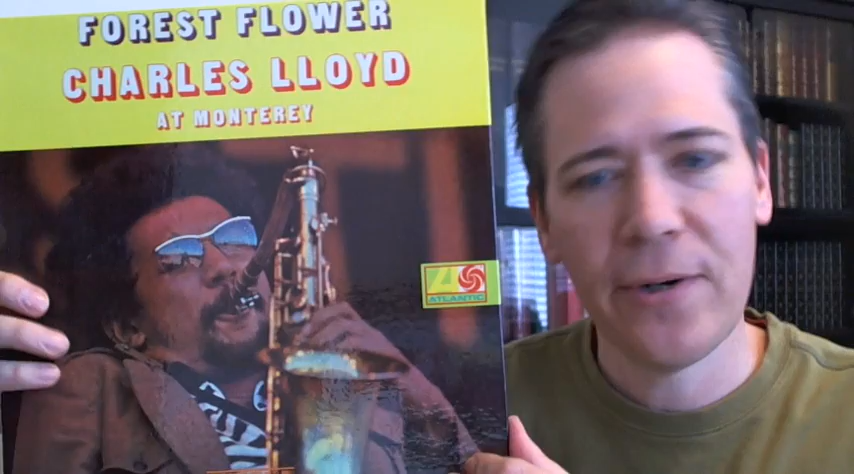 FOREST FLOWER
CHARLES LLOYD
AT MONTEREY
ATLANTIC